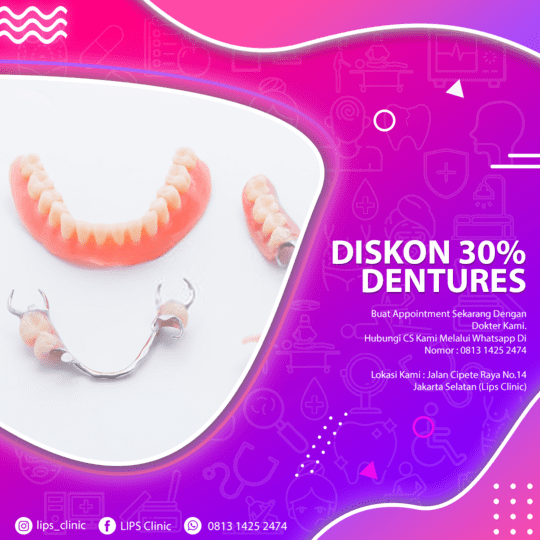 DISKON 30%
DENTURES
Buat Appointment Sekarang Dengan
Dokter Kami.
Hubungi CS Kami Melalui Whatsapp Di
Nomor : 0813 1425 2474
Lokasi Kami : Jalan Cipete Raya No.14
Jakarta Selatan (Lips Clinic)
lips_clinic LIPS Clinic 0813 1425 2474